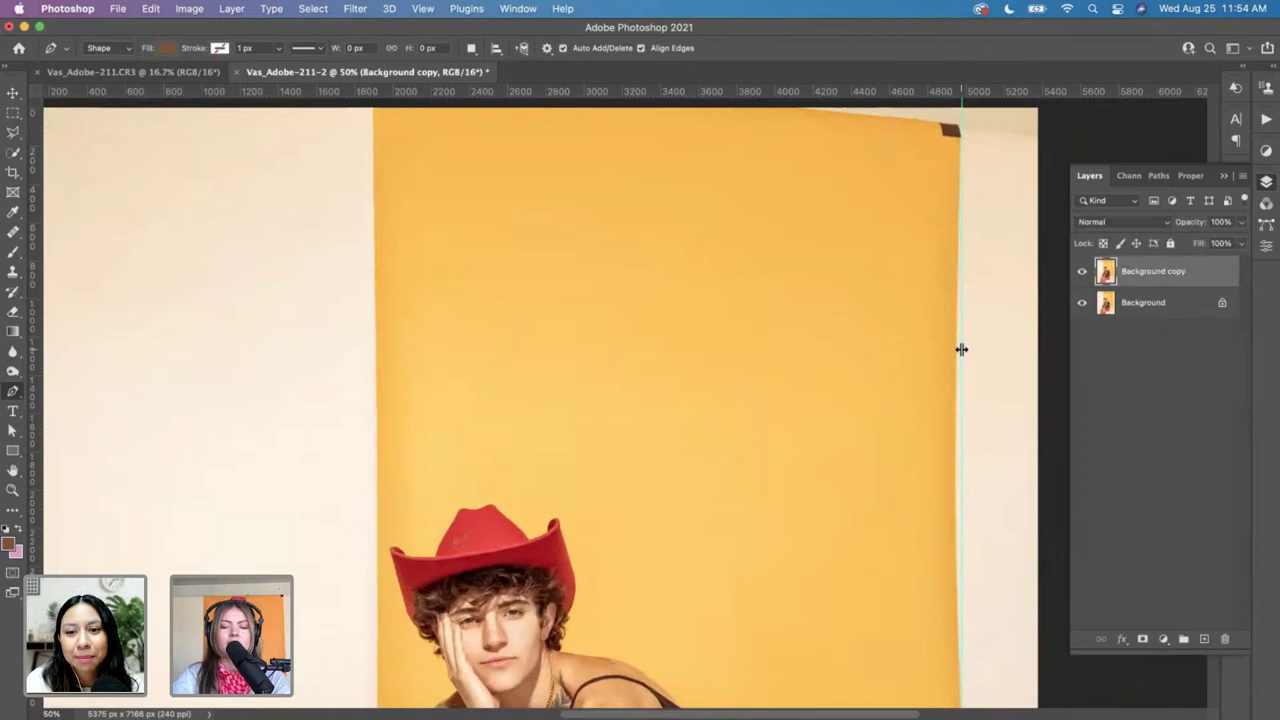 Photoshop File Edit Image Layer Type Select Filter 3D View Plugins Window Help Wed Aug 25 11:54 AM
Adobe Photoshop 2021
Shape Fill: Stroke: 1 px W: 0 px H: 0 px Auto Add/Delete Align Edges
Vas_Adobe-211.CR3 @ 16.7% (RGB/16*) Vas_Adobe-211-2 @ 50% (Background copy, RGB/16*) *
200 400 600 800 1000 1200 1400 1600 1800 2000 2200 2400 2600 2800 3000 3200 3400 3600 3800 4000 4200 4400 4600 4800 5000 5200 5400 5600 5800 6000 62
Layers Chann Paths Proper
Kind
Normal Opacity: 100%
Lock: Fill: 100%
Background copy
Background
50% 5375 px x 7166 px (240 ppi)